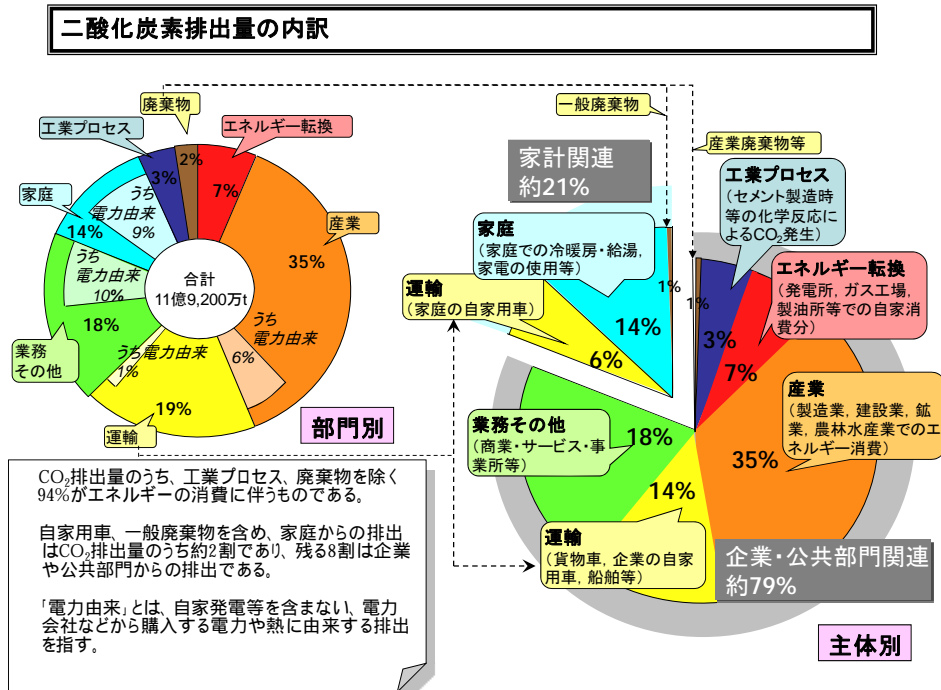 二酸化炭素排出量の内訳
廃棄物
工業プロセス
エネルギー転換
2%
3%
7%
家庭
14%
うち
電力由来
9%
産業
35%
うち
電力由来
6%
合計
11億9,200万t
うち
電力由来
10%
18%
業務
その他
うち電力由来
1%
19%
運輸
部門別
一般廃棄物
産業廃棄物等
家計関連
約21%
工業プロセス
（セメント製造時
等の化学反応に
よるCO₂発生）
家庭
（家庭での冷暖房・給湯，
家電の使用等）
運輸
（家庭の自家用車）
エネルギー転換
（発電所，ガス工場，
製油所等での自家消
費分）
1%
1%
14%
6%
3%
7%
産業
（製造業，建設業，鉱
業，農林水産業でのエ
ネルギー消費）
35%
業務その他
（商業・サービス・事
業所等）
18%
14%
運輸
（貨物車，企業の自家
用車，船舶等）
企業・公共部門関連
約79%
主体別
CO₂排出量のうち、工業プロセス、廃棄物を除く
94%がエネルギーの消費に伴うものである。
自家用車、一般廃棄物を含め、家庭からの排出
はCO₂排出量のうち約2割であり、残る8割は企業
や公共部門からの排出である。
「電力由来」とは、自家発電等を含まない、電力
会社などから購入する電力や熱に由来する排出
を指す。